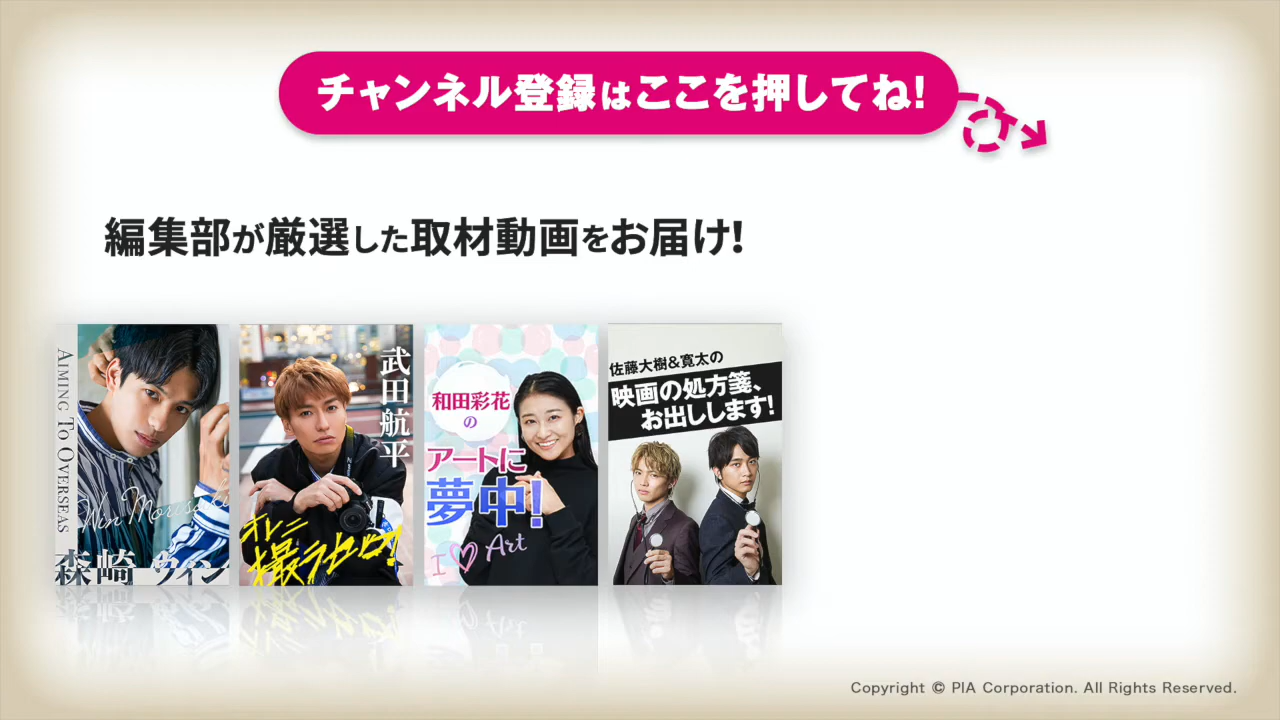 チャンネル登録はここを押してね!
編集部が厳選した取材動画をお届け!
AIMING TO OVERSEAS
Win Morisaki
森崎 ウィン
武田航平
オレニ
撮ラセロ!
和田彩花
の
アートに
夢中!
I ♡ Art
佐藤大樹&寛太の
映画の処方箋、
お出しします!
Copyright © PIA Corporation. All Rights Reserved.